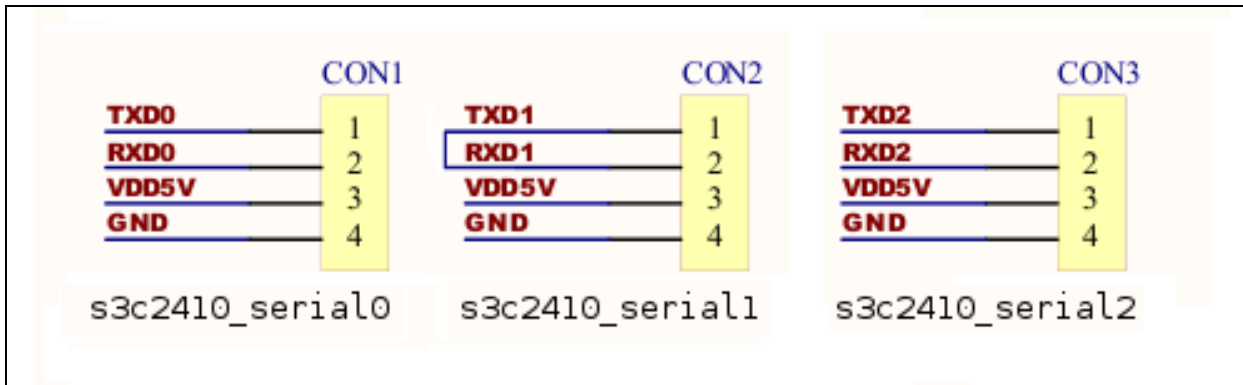 CON1
TXD0 1
RXD0 2
VDD5V 3
GND 4
s3c2410_serial0
CON2
TXD1 1
RXD1 2
VDD5V 3
GND 4
s3c2410_serial1
CON3
TXD2 1
RXD2 2
VDD5V 3
GND 4
s3c2410_serial2